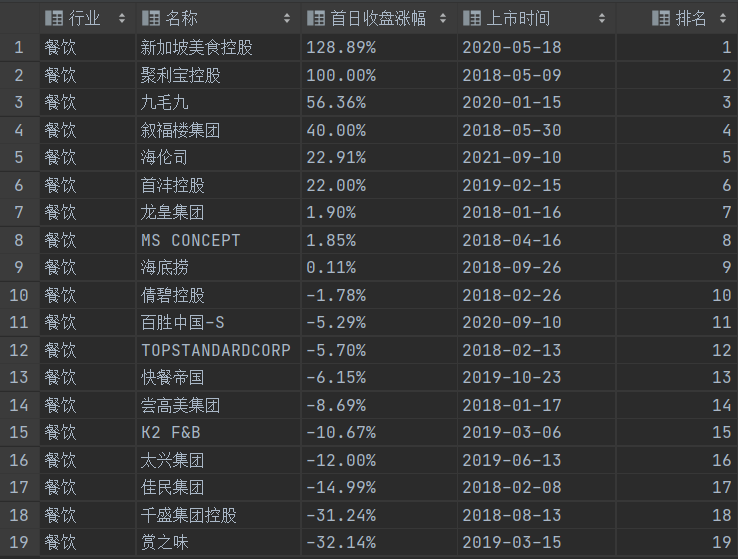 行业 名称 首日收盘涨幅 上市时间 排名
1 餐饮 新加坡美食控股 128.89% 2020-05-18 1
2 餐饮 聚利宝控股 100.00% 2018-05-09 2
3 餐饮 九毛九 56.36% 2020-01-15 3
4 餐饮 叙福楼集团 40.00% 2018-05-30 4
5 餐饮 海伦司 22.91% 2021-09-10 5
6 餐饮 首沣控股 22.00% 2019-02-15 6
7 餐饮 龙皇集团 1.90% 2018-01-16 7
8 餐饮 MS CONCEPT 1.85% 2018-04-16 8
9 餐饮 海底捞 0.11% 2018-09-26 9
10 餐饮 倩碧控股 -1.78% 2018-02-26 10
11 餐饮 百胜中国-S -5.29% 2020-09-10 11
12 餐饮 TOPSTANDARDCORP -5.70% 2018-02-13 12
13 餐饮 快餐帝国 -6.15% 2019-10-23 13
14 餐饮 尝高美集团 -8.69% 2018-01-17 14
15 餐饮 K2 F&B -10.67% 2019-03-06 15
16 餐饮 太兴集团 -12.00% 2019-06-13 16
17 餐饮 佳民集团 -14.99% 2018-02-08 17
18 餐饮 千盛集团控股 -31.24% 2018-08-13 18
19 餐饮 赏之味 -32.14% 2019-03-15 19